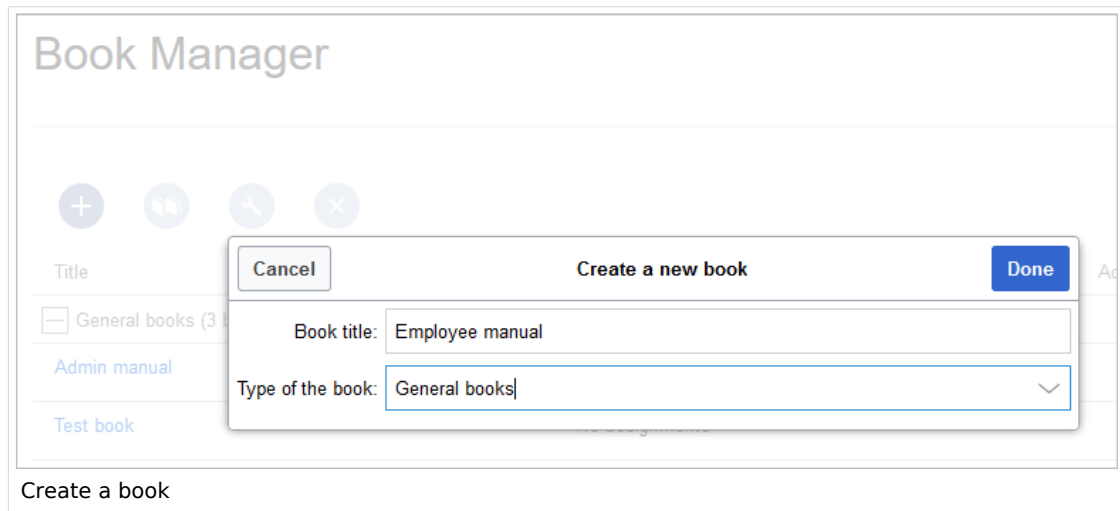 Book Manager
Cancel
Create a new book
Done
Title
Book title: Employee manual
General books (3
Type of the book: General books
Admin manual
Test book
Create a book